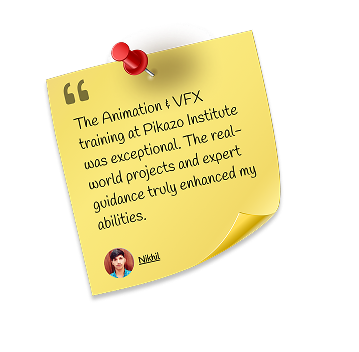 The Animation & VFX
training at Pikazo Institute
was exceptional. The real-
world projects and expert
guidance truly enhanced my
abilities.
Nikhil